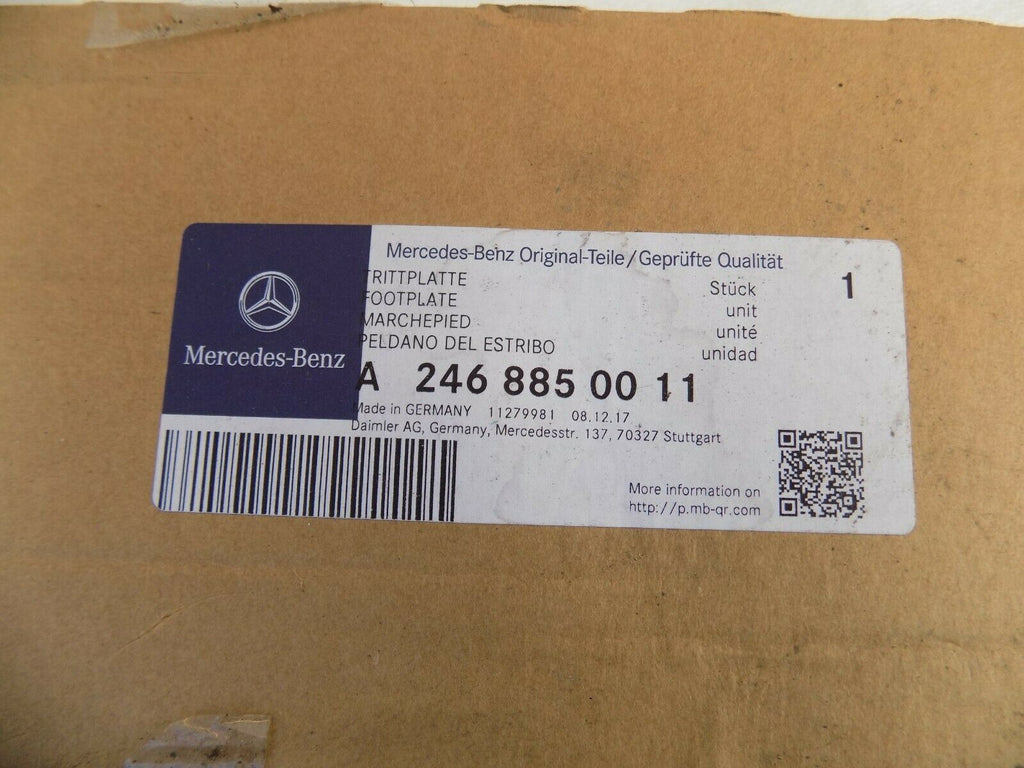 Mercedes-Benz
Mercedes-Benz Original-Teile/Geprüfte Qualität
TRITTPLATTE
FOOTPLATE
MARCHEPIED
PELDANO DEL ESTRIBO
Stück 1
unit
unité
unidad
A 246 885 00 11
Made in GERMANY 11279981 08.12.17
Daimler AG, Germany, Mercedesstr. 137, 70327 Stuttgart
More information on
http://p.mb-qr.com